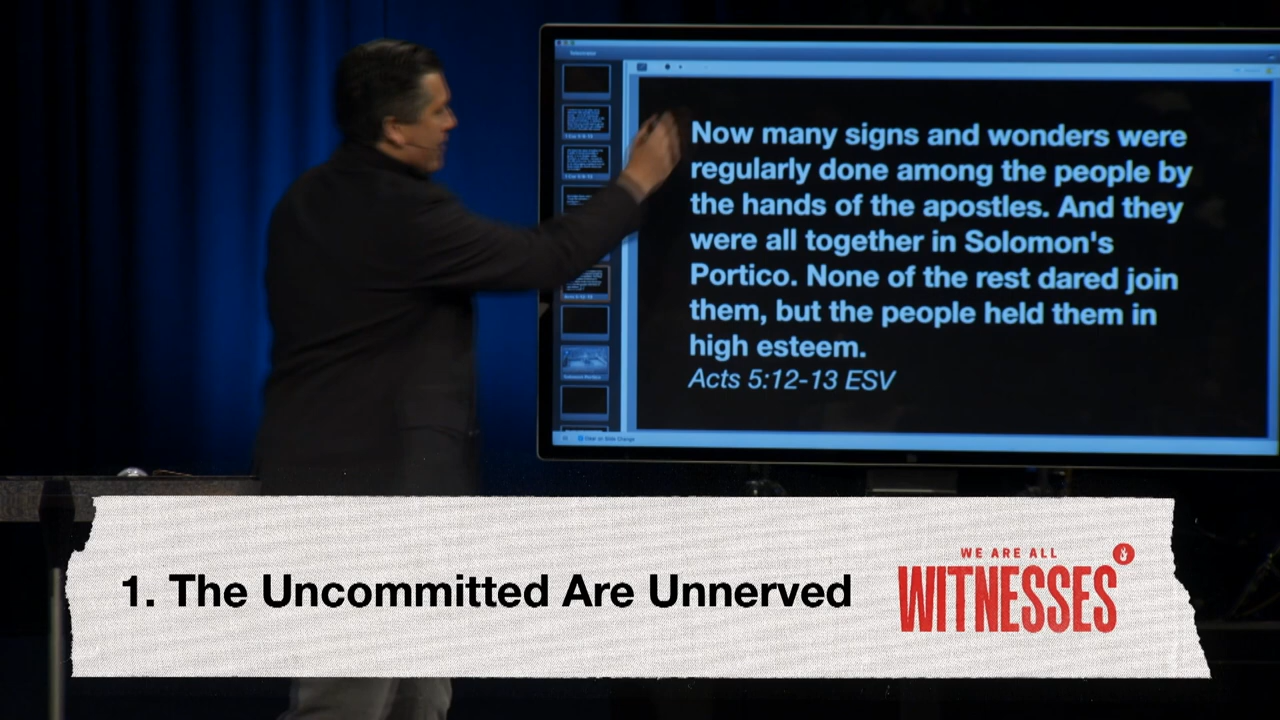 Now many signs and wonders were
regularly done among the people by
the hands of the apostles. And they
were all together in Solomon's
Portico. None of the rest dared join
them, but the people held them in
high esteem.
Acts 5:12-13 ESV
1. The Uncommitted Are Unnerved
WE ARE ALL
WITNESSES